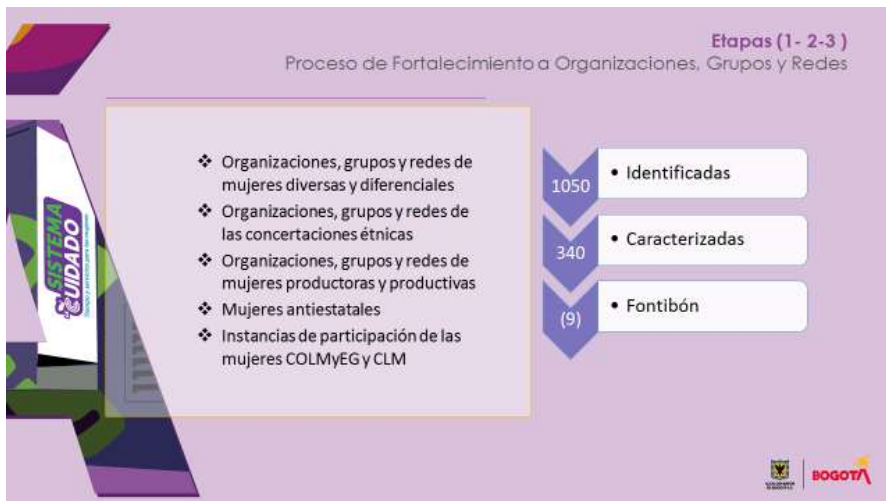 Etapas (1- 2-3 )
Proceso de Fortalecimiento a Organizaciones, Grupos y Redes
❖ Organizaciones, grupos y redes de
mujeres diversas y diferenciales
❖ Organizaciones, grupos y redes de
las concertaciones étnicas
❖ Organizaciones, grupos y redes de
mujeres productoras y productivas
❖ Mujeres antiestatales
❖ Instancias de participación de las
mujeres COLMyEG y CLM
1050
• Identificadas
340
• Caracterizadas
(9)
• Fontibón
SISTEMA
CUIDADO
BOGOTÁ